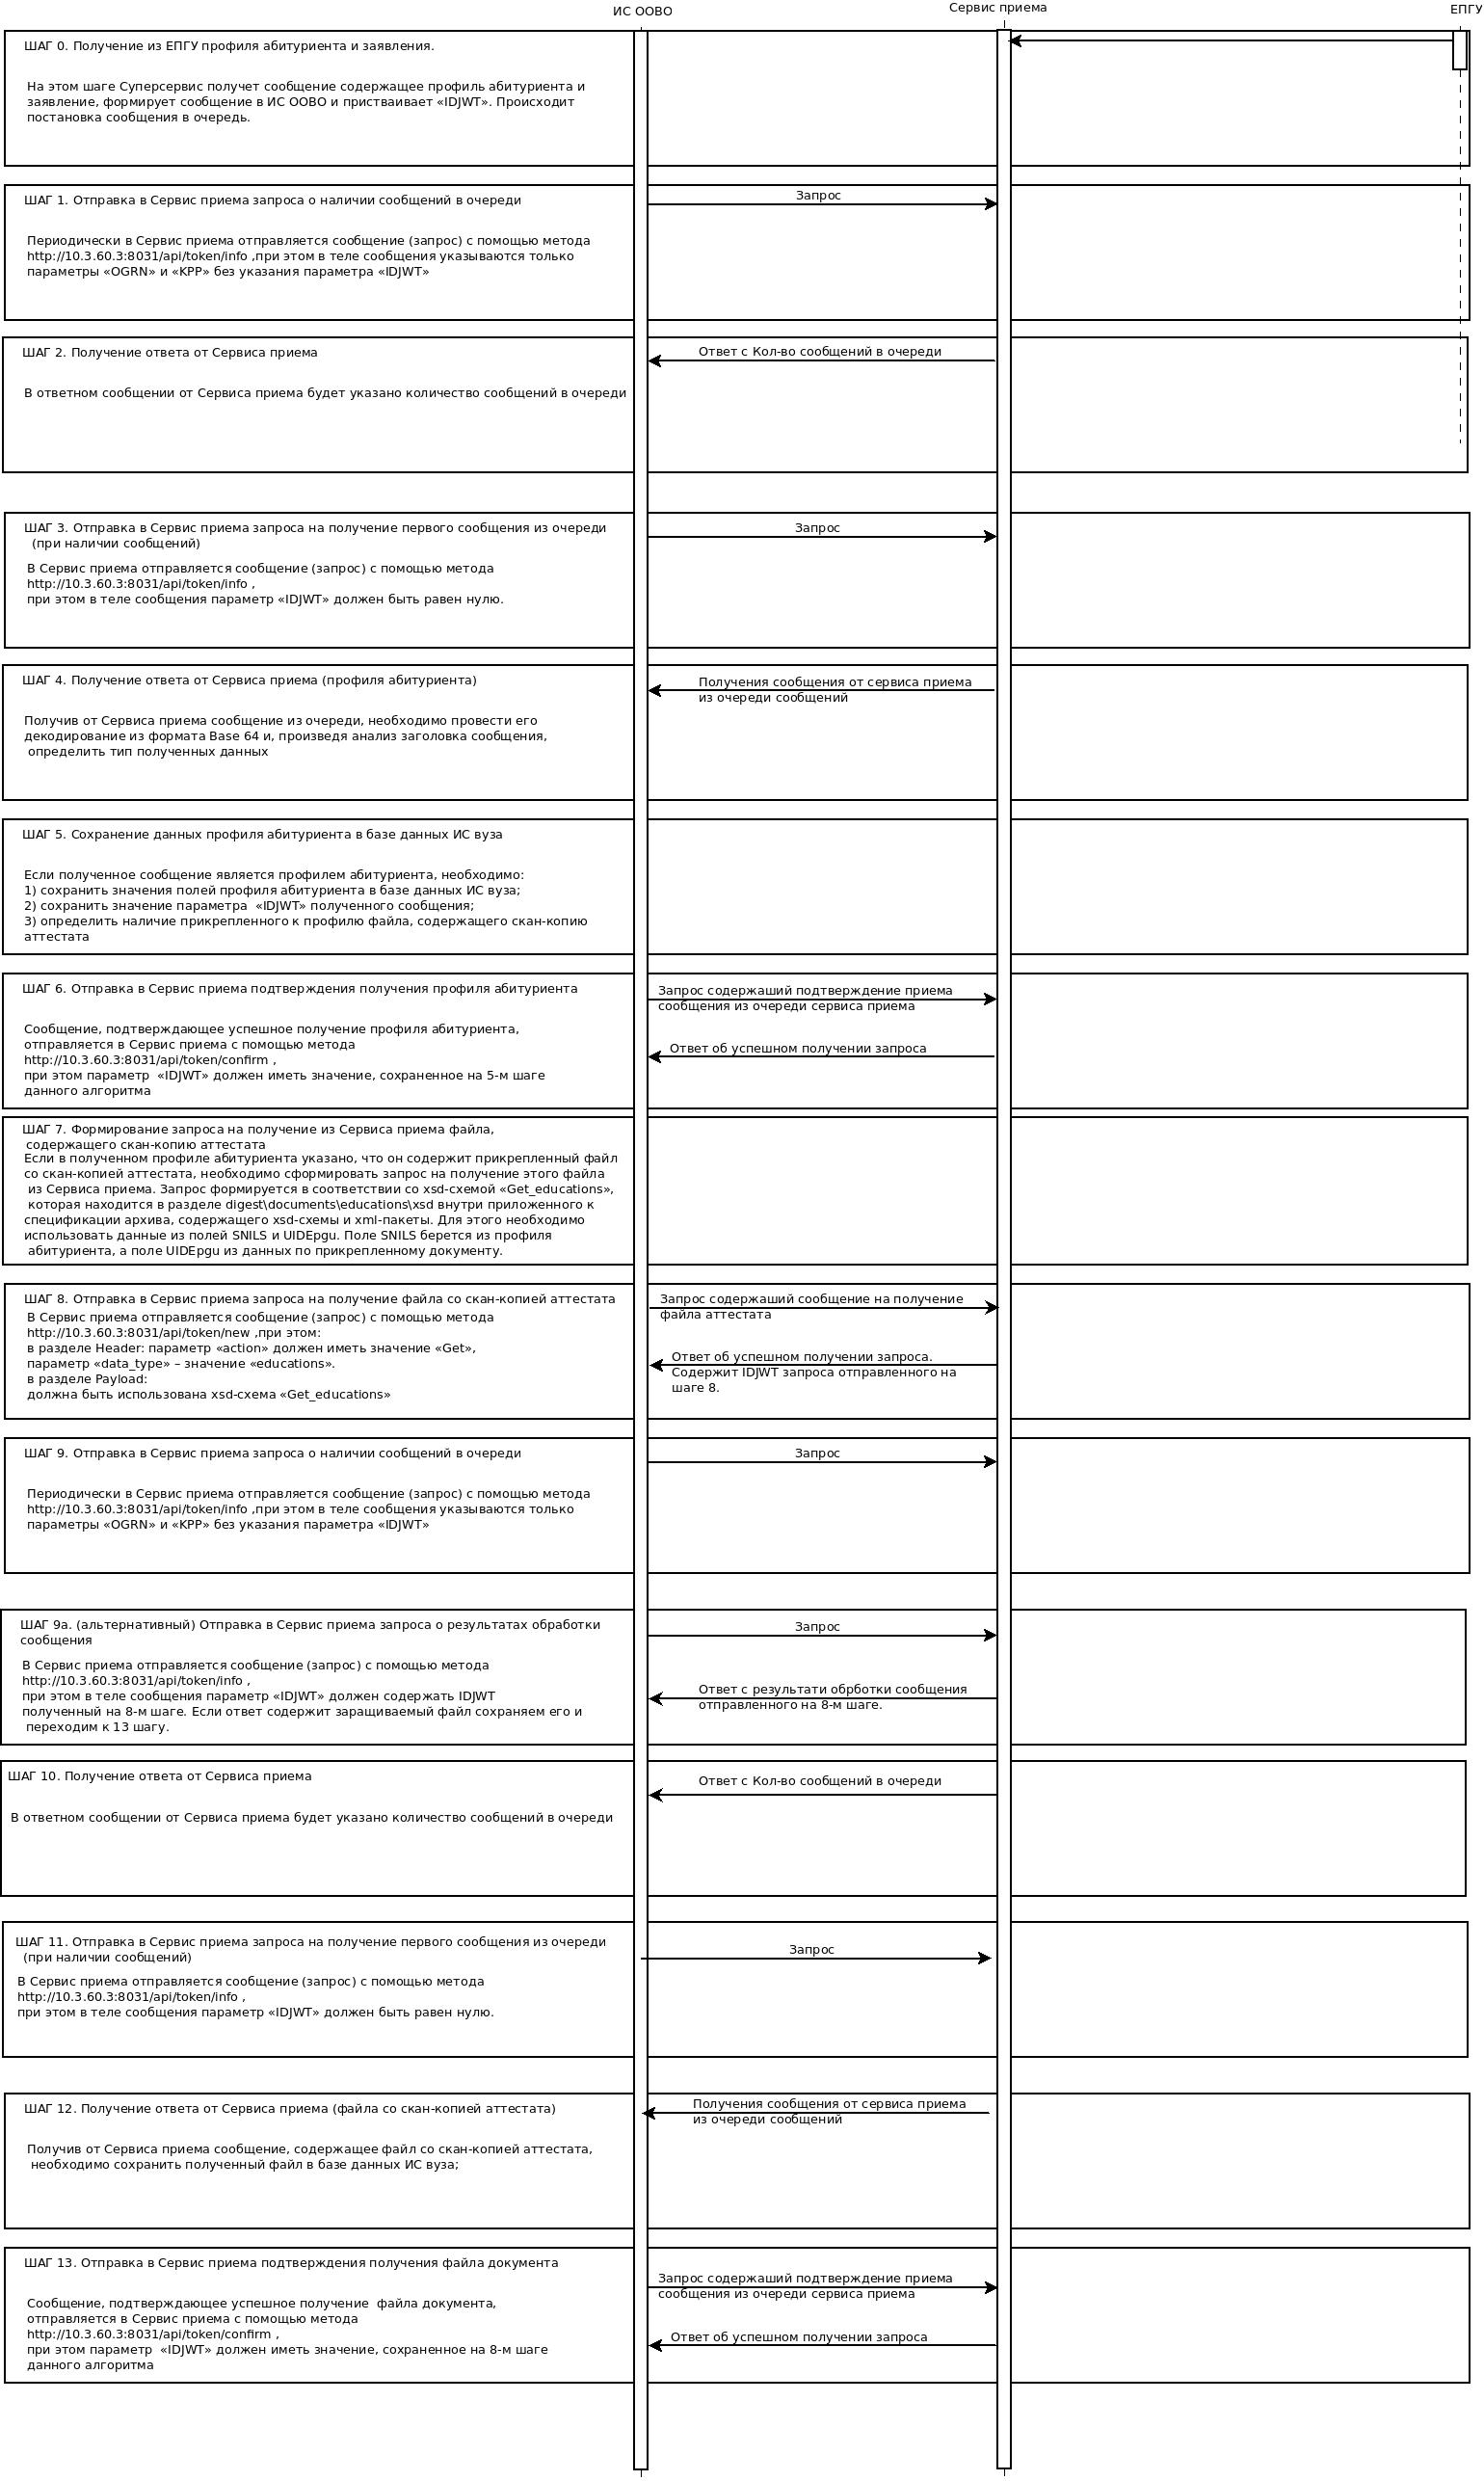 ИС ООВО
Сервис приема
ЕПГУ
ШАГ 0. Получение из ЕПГУ профиля абитуриента и заявления.
На этом шаге Суперсервис получет сообщение содержащее профиль абитуриента и
заявление, формирует сообщение в ИС ООВО и пристваивает «IDJWT». Происходит
постановка сообщения в очередь.
ШАГ 1. Отправка в Сервис приема запроса о наличии сообщений в очереди
Запрос
Периодически в Сервис приема отправляется сообщение (запрос) с помощью метода
http://10.3.60.3:8031/api/token/info ,при этом в теле сообщения указываются только
параметры «OGRN» и «KPP» без указания параметра «IDJWT»
ШАГ 2. Получение ответа от Сервиса приема
Ответ с Кол-во сообщений в очереди
В ответном сообщении от Сервиса приема будет указано количество сообщений в очереди
ШАГ 3. Отправка в Сервис приема запроса на получение первого сообщения из очереди
(при наличии сообщений)
Запрос
В Сервис приема отправляется сообщение (запрос) с помощью метода
http://10.3.60.3:8031/api/token/info ,
при этом в теле сообщения параметр «IDJWT» должен быть равен нулю.
ШАГ 4. Получение ответа от Сервиса приема (профиля абитуриента)
Получения сообщения от сервиса приема
из очереди сообщений
Получив от Сервиса приема сообщение из очереди, необходимо провести его
декодирование из формата Base 64 и, произведя анализ заголовка сообщения,
определить тип полученных данных
ШАГ 5. Сохранение данных профиля абитуриента в базе данных ИС вуза
Если полученное сообщение является профилем абитуриента, необходимо:
1) сохранить значения полей профиля абитуриента в базе данных ИС вуза;
2) сохранить значение параметра  «IDJWT» полученного сообщения;
3) определить наличие прикрепленного к профилю файла, содержащего скан-копию
аттестата
ШАГ 6. Отправка в Сервис приема подтверждения получения профиля абитуриента
Запрос содержаший подтверждение приема
сообщения из очереди сервиса приема
Сообщение, подтверждающее успешное получение профиля абитуриента,
отправляется в Сервис приема с помощью метода
http://10.3.60.3:8031/api/token/confirm ,
при этом параметр  «IDJWT» должен иметь значение, сохраненное на 5-м шаге
данного алгоритма
Ответ об успешном получении запроса
ШАГ 7. Формирование запроса на получение из Сервиса приема файла,
содержащего скан-копию аттестата
Если в полученном профиле абитуриента указано, что он содержит прикрепленный файл
со скан-копией аттестата, необходимо сформировать запрос на получение этого файла
из Сервиса приема. Запрос формируется в соответствии со xsd-схемой «Get_educations»,
которая находится в разделе digest\documents\educations\xsd внутри приложенного к
спецификации архива, содержащего xsd-схемы и xml-пакеты. Для этого необходимо
использовать данные из полей SNILS и UIDEpgu. Поле SNILS берется из профиля
абитуриента, а поле UIDEpgu из данных по прикрепленному документу.
ШАГ 8. Отправка в Сервис приема запроса на получение файла со скан-копией аттестата
Запрос содержаший сообщение на получение
файла аттестата
В Сервис приема отправляется сообщение (запрос) с помощью метода
http://10.3.60.3:8031/api/token/new ,при этом:
в разделе Header: параметр «action» должен иметь значение «Get»,
параметр «data_type» – значение «educations».
в разделе Payload:
должна быть использована xsd-схема «Get_educations»
Ответ об успешном получении запроса.
Содержит IDJWT запроса отправленного на
шаге 8.
ШАГ 9. Отправка в Сервис приема запроса о наличии сообщений в очереди
Запрос
Периодически в Сервис приема отправляется сообщение (запрос) с помощью метода
http://10.3.60.3:8031/api/token/info ,при этом в теле сообщения указываются только
параметры «OGRN» и «KPP» без указания параметра «IDJWT»
ШАГ 9а. (альтернативный) Отправка в Сервис приема запроса о результатах обработки
сообщения
Запрос
В Сервис приема отправляется сообщение (запрос) с помощью метода
http://10.3.60.3:8031/api/token/info ,
при этом в теле сообщения параметр «IDJWT» должен содержать IDJWT
полученный на 8-м шаге. Если ответ содержит заращиваемый файл сохраняем его и
переходим к 13 шагу.
Ответ с результати обрботки сообщения
отправленного на 8-м шаге.
ШАГ 10. Получение ответа от Сервиса приема
Ответ с Кол-во сообщений в очереди
В ответном сообщении от Сервиса приема будет указано количество сообщений в очереди
ШАГ 11. Отправка в Сервис приема запроса на получение первого сообщения из очереди
(при наличии сообщений)
Запрос
В Сервис приема отправляется сообщение (запрос) с помощью метода
http://10.3.60.3:8031/api/token/info ,
при этом в теле сообщения параметр «IDJWT» должен быть равен нулю.
ШАГ 12. Получение ответа от Сервиса приема (файла со скан-копией аттестата)
Получения сообщения от сервиса приема
из очереди сообщений
Получив от Сервиса приема сообщение, содержащее файл со скан-копией аттестата,
необходимо сохранить полученный файл в базе данных ИС вуза;
ШАГ 13. Отправка в Сервис приема подтверждения получения файла документа
Запрос содержаший подтверждение приема
сообщения из очереди сервиса приема
Сообщение, подтверждающее успешное получение  файла документа,
отправляется в Сервис приема с помощью метода
http://10.3.60.3:8031/api/token/confirm ,
при этом параметр  «IDJWT» должен иметь значение, сохраненное на 8-м шаге
данного алгоритма
Ответ об успешном получении запроса